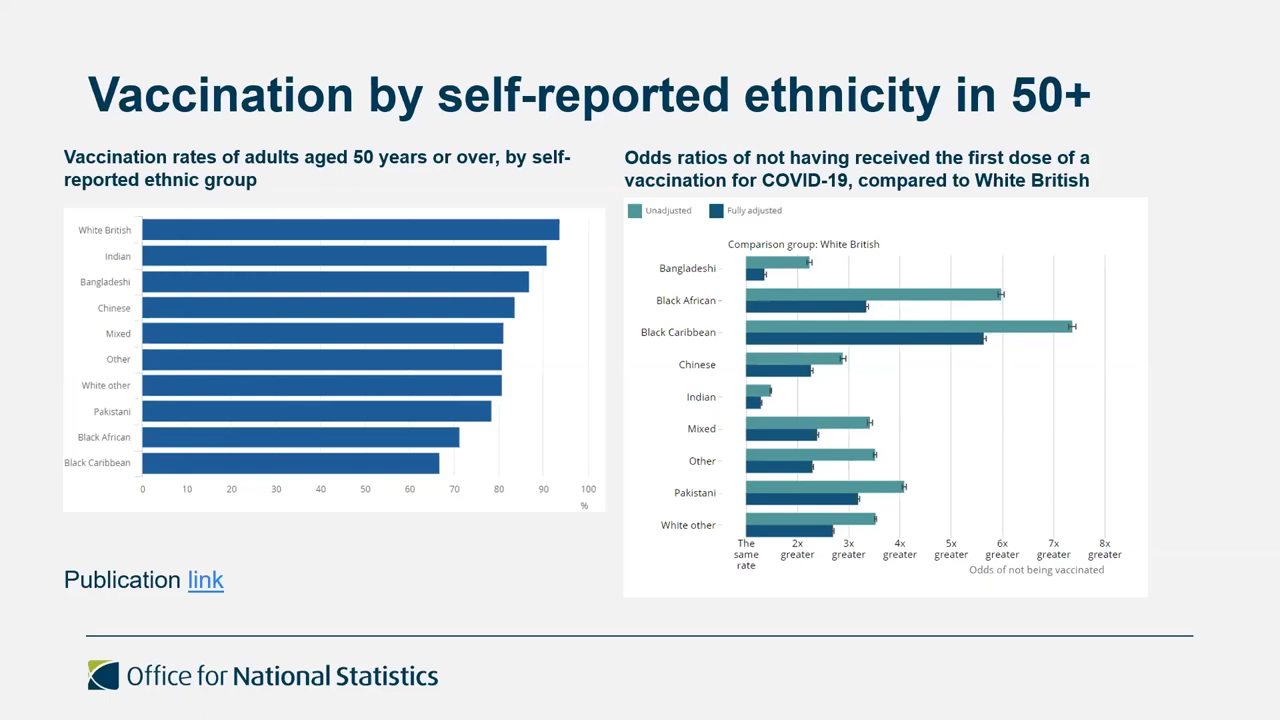 Vaccination by self-reported ethnicity in 50+
Vaccination rates of adults aged 50 years or over, by self-
reported ethnic group
White British
Indian
Bangladeshi
Chinese
Mixed
Other
White other
Pakistani
Black African
Black Caribbean
0 10 20 30 40 50 60 70 80 90 100
%
Publication link
Odds ratios of not having received the first dose of a
vaccination for COVID-19, compared to White British
Unadjusted Fully adjusted
Comparison group: White British
Bangladeshi
Black African
Black Caribbean
Chinese
Indian
Mixed
Other
Pakistani
White other
The 2x 3x 4x 5x 6x 7x 8x
same greater greater greater greater greater greater greater
rate
Odds of not being vaccinated
Office for National Statistics